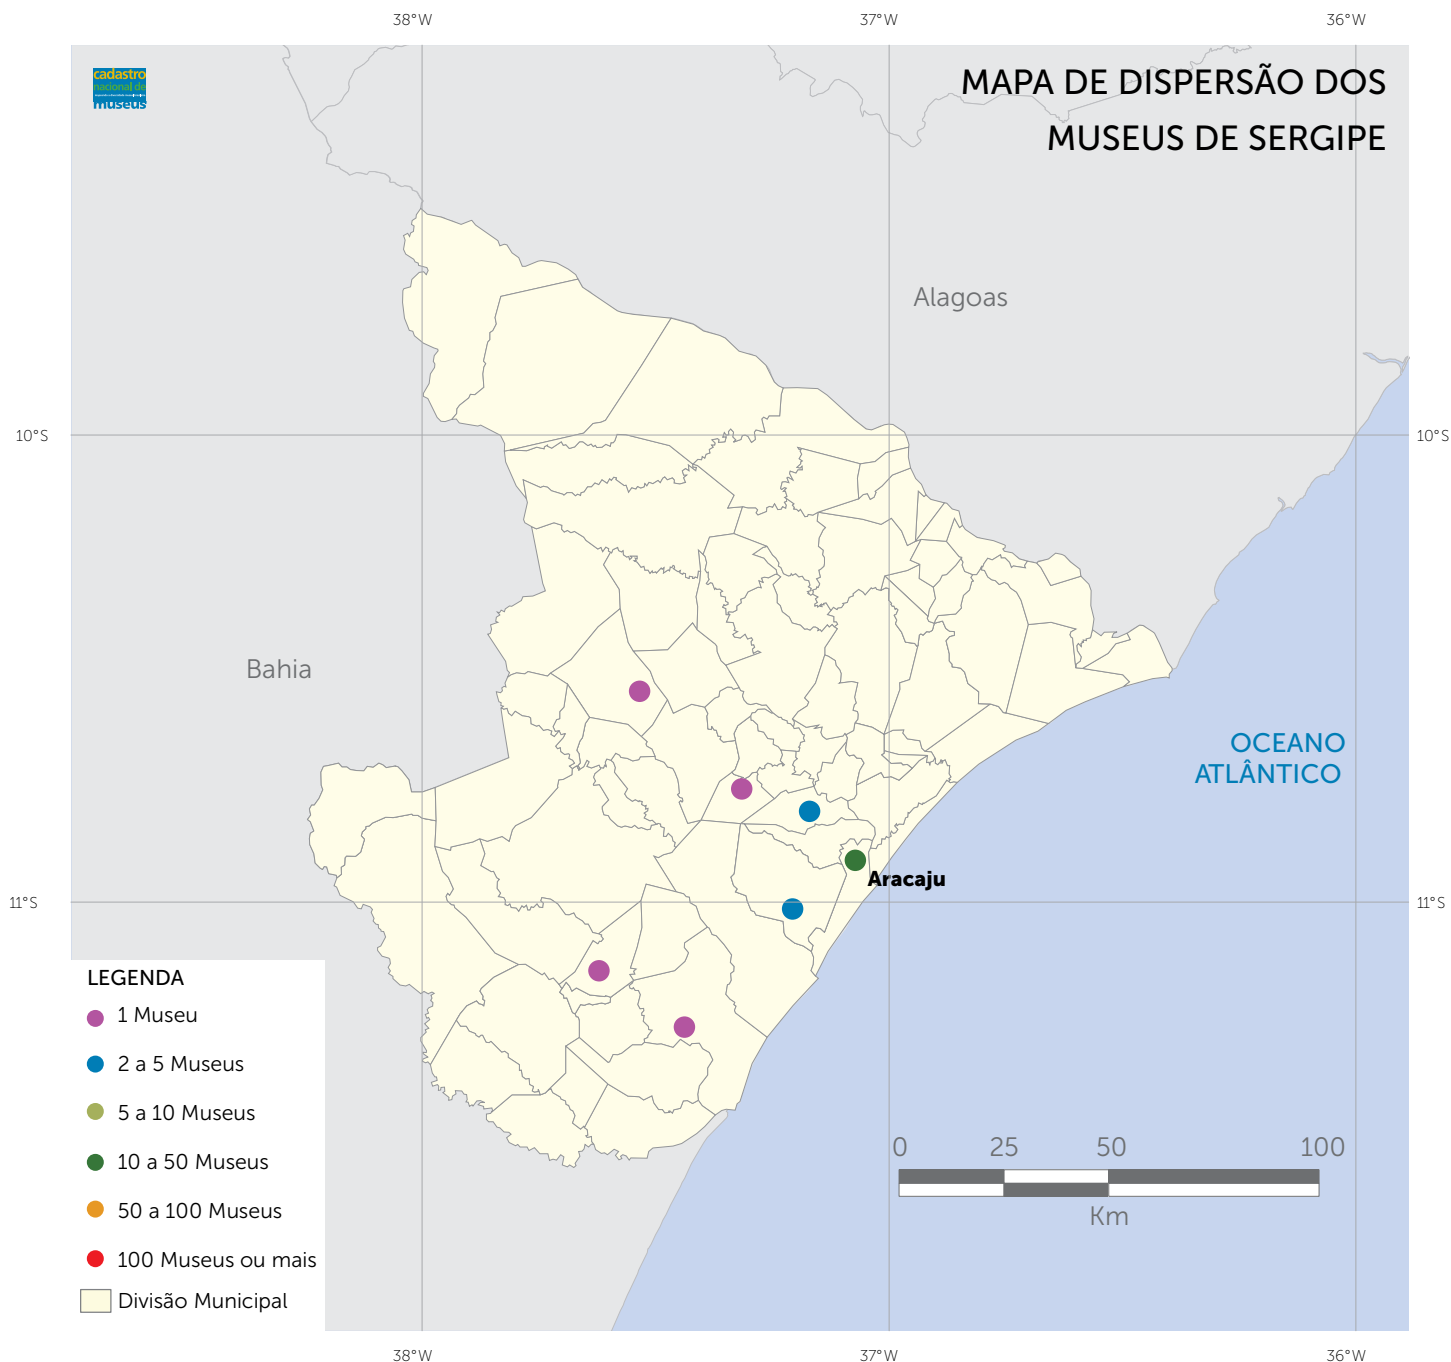 38°W
37°W
36°W
cadastro
nacional de
museus
MAPA DE DISPERSÃO DOS
MUSEUS DE SERGIPE
Alagoas
10°S
10°S
Bahia
OCEANO
ATLÂNTICO
Aracaju
11°S
11°S
LEGENDA
1 Museu
2 a 5 Museus
5 a 10 Museus
10 a 50 Museus
50 a 100 Museus
100 Museus ou mais
Divisão Municipal
0 25 50 100
Km
38°W
37°W
36°W